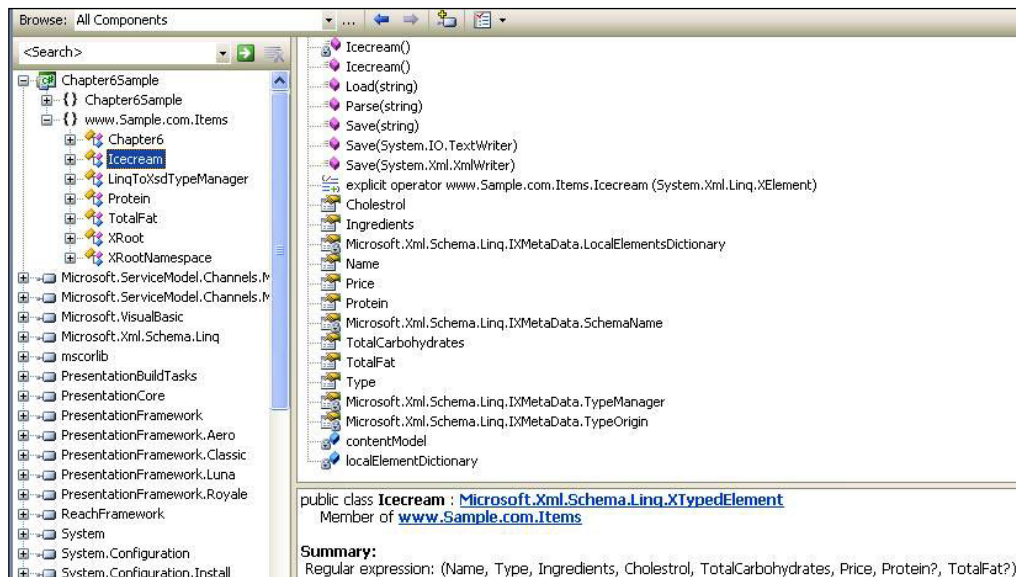 Browse: All Components
...
<Search>
Chapter6Sample
Chapter6Sample
{} www.Sample.com.Items
Chapter6
Icecream
LinqToXsdTypeManager
Protein
TotalFat
XRoot
XRootNamespace
Microsoft.ServiceModel.Channels.M
Microsoft.ServiceModel.Channels.M
Microsoft.VisualBasic
Microsoft.Xml.Schema.Linq
mscorlib
PresentationBuildTasks
PresentationCore
PresentationFramework
PresentationFramework.Aero
PresentationFramework.Classic
PresentationFramework.Luna
PresentationFramework.Royale
ReachFramework
System
System.Configuration
System.Configuration.Install
Icecream()
Icecream()
Load(string)
Parse(string)
Save(string)
Save(System.IO.TextWriter)
Save(System.Xml.XmlWriter)
explicit operator www.Sample.com.Items.Icecream (System.Xml.Linq.XElement)
Cholestrol
Ingredients
Microsoft.Xml.Schema.Linq.IXMetaData.LocalElementsDictionary
Name
Price
Protein
Microsoft.Xml.Schema.Linq.IXMetaData.SchemaName
TotalCarbohydrates
TotalFat
Type
Microsoft.Xml.Schema.Linq.IXMetaData.TypeManager
Microsoft.Xml.Schema.Linq.IXMetaData.TypeOrigin
contentModel
localElementDictionary
public class Icecream : Microsoft.Xml.Schema.Linq.XTypedElement
Member of www.Sample.com.Items
Summary:
Regular expression: (Name, Type, Ingredients, Cholestrol, TotalCarbohydrates, Price, Protein?, TotalFat?)